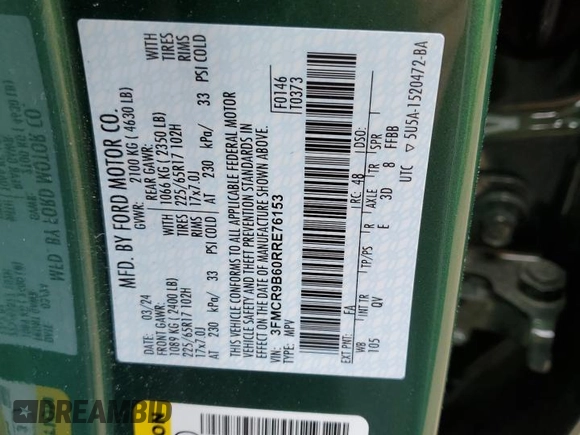 MFD. BY FORD MOTOR CO.
DATE: 03/24 GVWR: 2100 KG ( 4630 LB)
FRONT GAWR: REAR GAWR: WITH
1089 KG ( 2400 LB) 1066 KG ( 2350 LB) TIRES
225/65R17 102H 225/65R17 102H RIMS
17x7.0J 17x7.0J
AT 230 kPa/ 33 PSI COLD
AT 230 kPa/ 33 PSI COLD
THIS VEHICLE CONFORMS TO ALL APPLICABLE FEDERAL MOTOR
VEHICLE SAFETY AND THEFT PREVENTION STANDARDS IN EFFECT
ON THE DATE OF MANUFACTURE SHOWN ABOVE.
F0146
T0373
VIN: 3FMCR9B60RRE76153
TYPE: MPV
EXT PNT: FA RC: 48 DSO:
WB INT TR TP/PS R AXLE TR SPR
105 QV E 3D 8 FFBB
UTC ▽ 5U5A-1520472-BA
DREAMBID